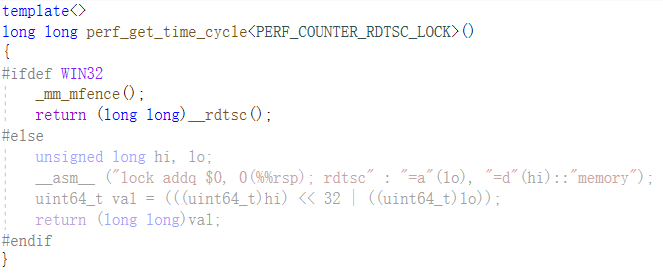 template<>
long long perf_get_time_cycle<PERF_COUNTER_RDTSC_LOCK>()
{
#ifdef WIN32
    _mm_mfence();
    return (long long)__rdtsc();
#else
    unsigned long hi, lo;
    __asm__ ("lock addq $0, 0(%%rsp); rdtsc" : "=a"(lo), "=d"(hi)::"memory");
    uint64_t val = (((uint64_t)hi) << 32 | ((uint64_t)lo));
    return (long long)val;
#endif
}